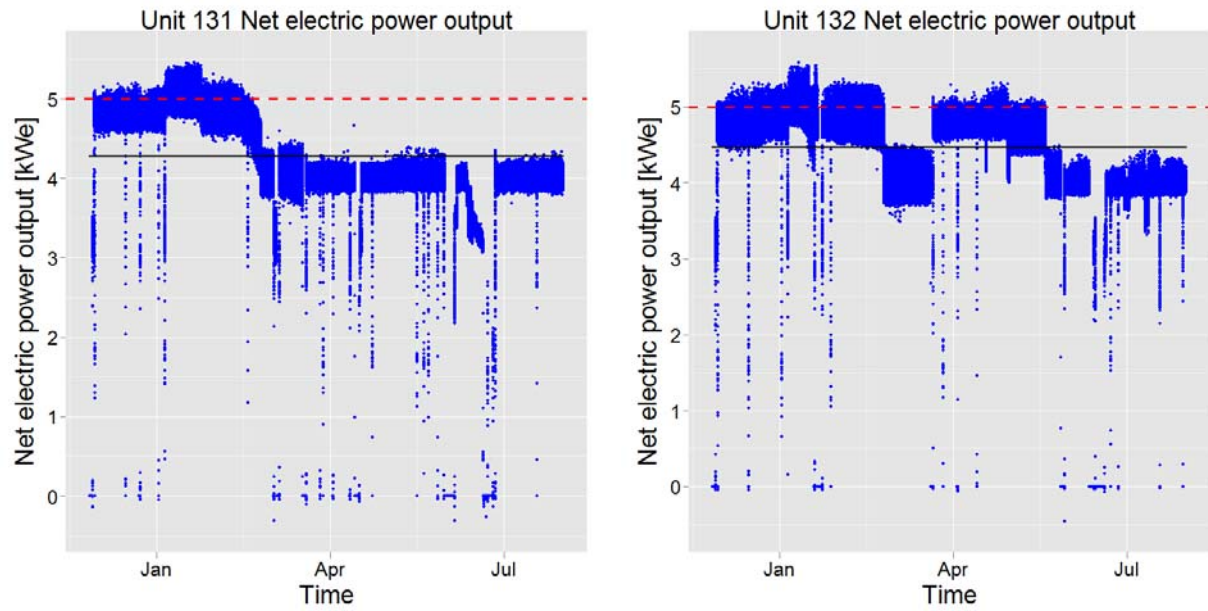 Unit 131 Net electric power output
Net electric power output [kWe]
5
4
3
2
1
0
Jan
Apr
Jul
Time
Unit 132 Net electric power output
Net electric power output [kWe]
5
4
3
2
1
0
Jan
Apr
Jul
Time